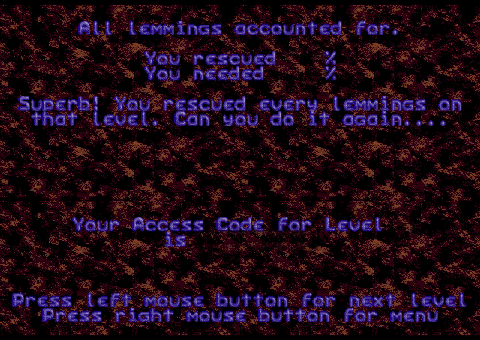 All lemmings accounted for.
You rescued %
You needed %
Superb! You rescued every lemmings on
that level. Can you do it again....
Your Access Code for Level
is
Press left mouse button for next level
Press right mouse button for menu